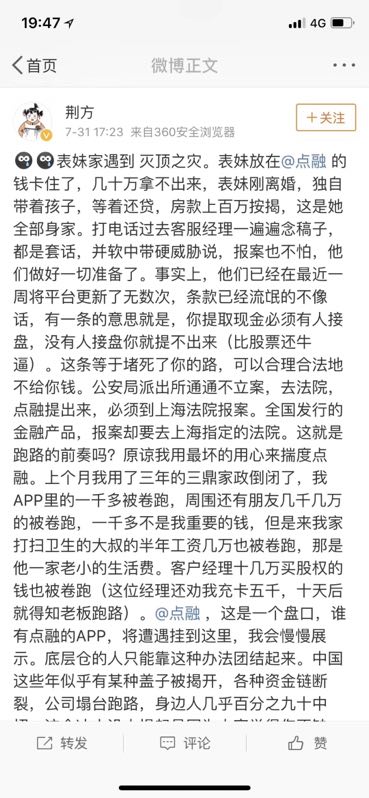 19:47
4G
首页
微博正文
荆方
7-31 17:23 来自360安全浏览器
＋关注
表妹家遇到 灭顶之灾。表妹放在@点融 的
钱卡住了，几十万拿不出来，表妹刚离婚，独自
带着孩子，等着还贷，房款上百万按揭，这是她
全部身家。打电话过去客服经理一遍遍念稿子，
都是套话，并软中带硬威胁说，报案也不怕，他
们做好一切准备了。事实上，他们已经在最近一
周将平台更新了无数次，条款已经流氓的不像
话，有一条的意思就是，你提取现金必须有人接
盘，没有人接盘你就提不出来（比股票还牛
逼）。这条等于堵死了你的路，可以合理合法地
不给你钱。公安局派出所通通不立案，去法院，
点融提出来，必须到上海法院报案。全国发行的
金融产品，报案却要去上海指定的法院。这就是
跑路的前奏吗？原谅我用最坏的用心来揣度点
融。上个月我用了三年的三鼎家政倒闭了，我
APP里的一千多被卷跑，周围还有朋友几千几万
的被卷跑，一千多不是我重要的钱，但是来我家
打扫卫生的大叔的半年工资几万也被卷跑，那是
他一家老小的生活费。客户经理十几万买股权的
钱也被卷跑（这位经理还劝我充卡五千，十天后
就得知老板跑路）。@点融 ，这是一个盘口，谁
有点融的APP，将遭遇挂到这里，我会慢慢展
示。底层仓的人只能靠这种办法团结起来。中国
这些年似乎有某种盖子被揭开，各种资金链断
裂，公司塌台跑路，身边人几乎百分之九十中
转发
评论
赞